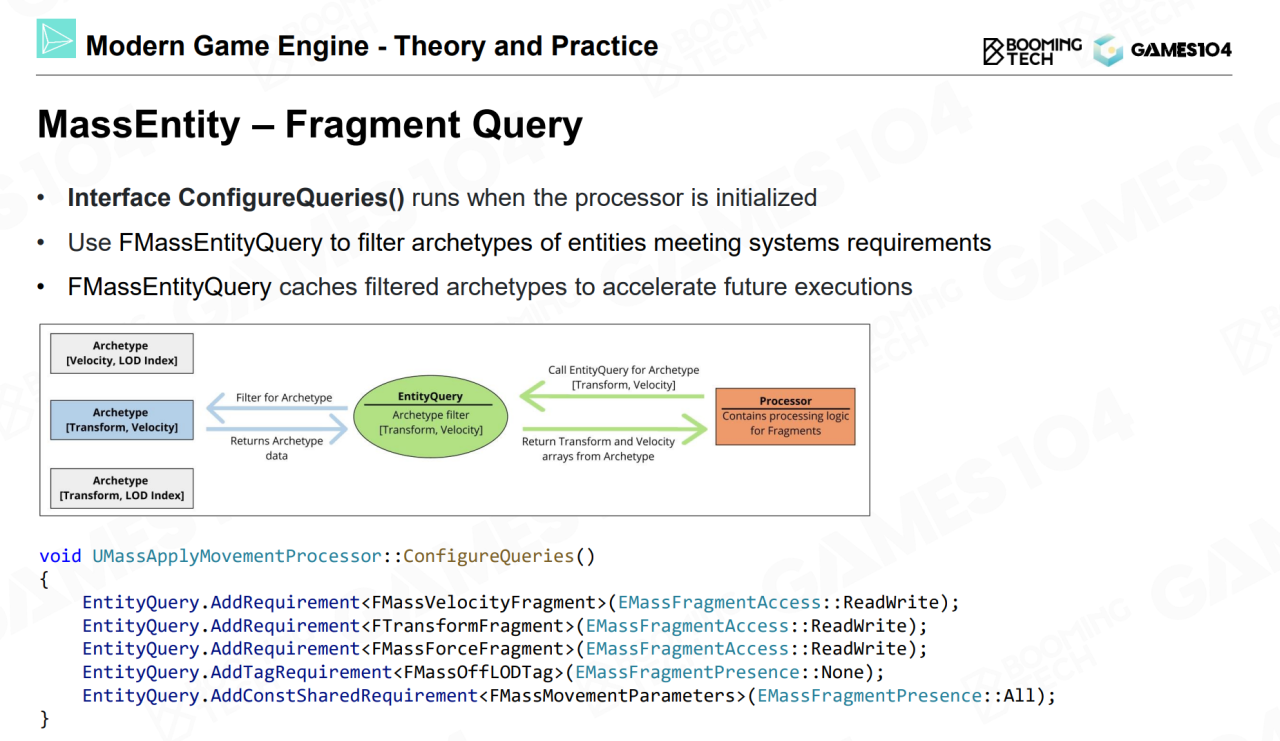 Modern Game Engine - Theory and Practice
BOOMING
TECH
GAMES104
MassEntity – Fragment Query
• Interface ConfigureQueries() runs when the processor is initialized
• Use FMassEntityQuery to filter archetypes of entities meeting systems requirements
• FMassEntityQuery caches filtered archetypes to accelerate future executions
Archetype
[Velocity, LOD Index]
Archetype
[Transform, Velocity]
Archetype
[Transform, LOD Index]
Filter for Archetype
Returns Archetype
data
EntityQuery
Archetype filter
[Transform, Velocity]
Call EntityQuery for Archetype
[Transform, Velocity]
Return Transform and Velocity
arrays from Archetype
Processor
Contains processing logic
for Fragments
void UMassApplyMovementProcessor::ConfigureQueries()
{
    EntityQuery.AddRequirement<FMassVelocityFragment>(EMassFragmentAccess::ReadWrite);
    EntityQuery.AddRequirement<FTransformFragment>(EMassFragmentAccess::ReadWrite);
    EntityQuery.AddRequirement<FMassForceFragment>(EMassFragmentAccess::ReadWrite);
    EntityQuery.AddTagRequirement<FMassOffLODTag>(EMassFragmentPresence::None);
    EntityQuery.AddConstSharedRequirement<FMassMovementParameters>(EMassFragmentPresence::All);
}